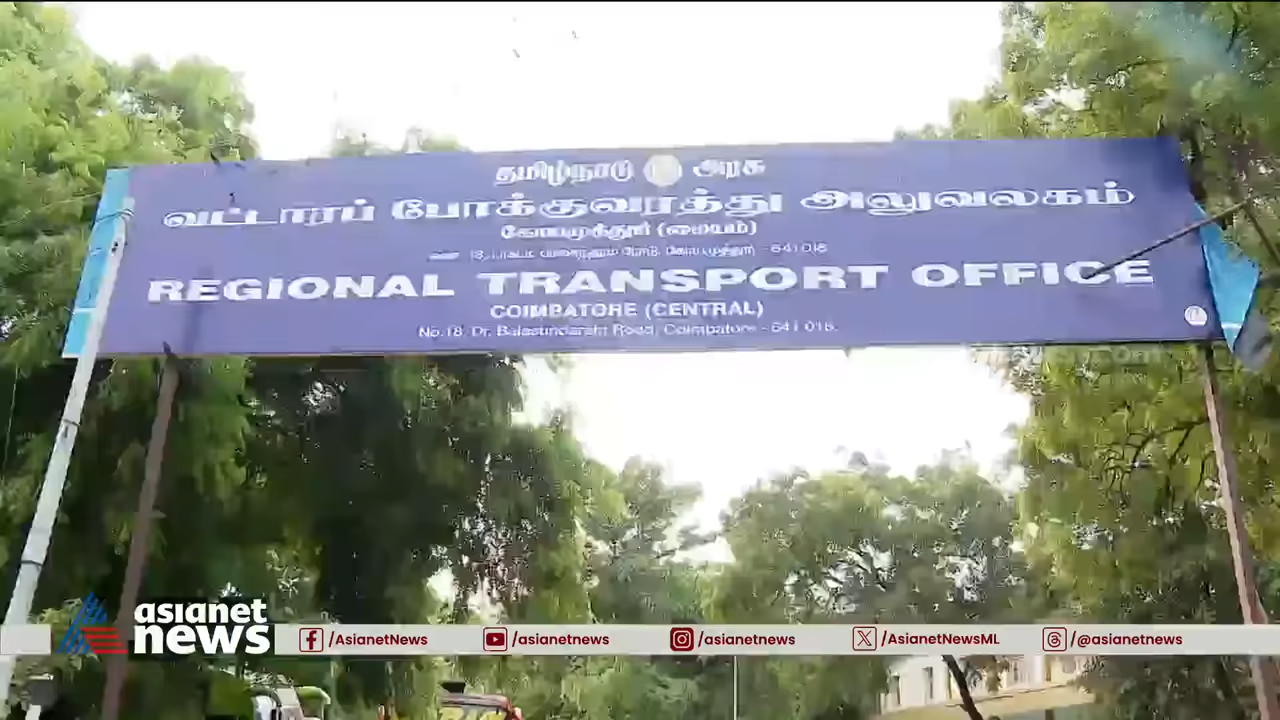 தமிழ்நாடு அரசு
வட்டாரப் போக்குவரத்து அலுவலகம்
கோயமுத்தூர் (மையம்)
REGIONAL TRANSPORT OFFICE
COIMBATORE (CENTRAL)
No.18, Dr. Balasundaram Road, Coimbatore - 641 018.
asianet
news
/AsianetNews
/asianetnews
/asianetnews
/AsianetNewsML
/@asianetnews